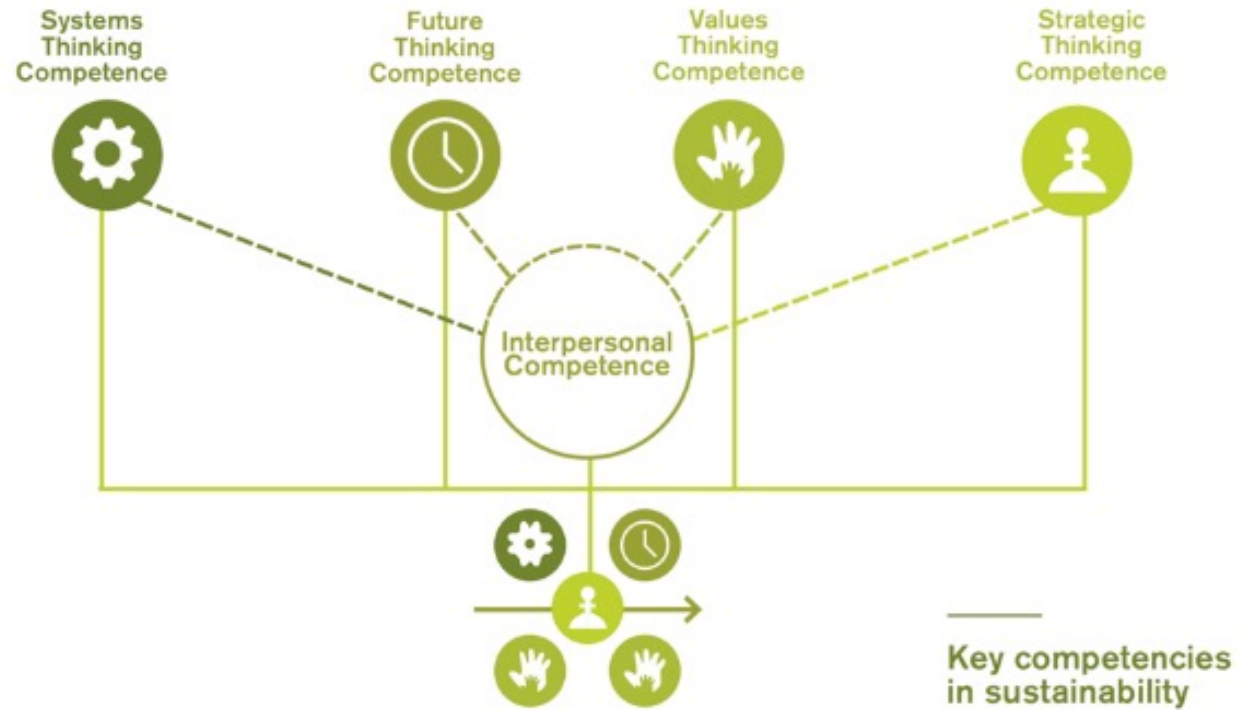 Systems
Thinking
Competence
Future
Thinking
Competence
Values
Thinking
Competence
Strategic
Thinking
Competence
Interpersonal
Competence
Key competencies
in sustainability